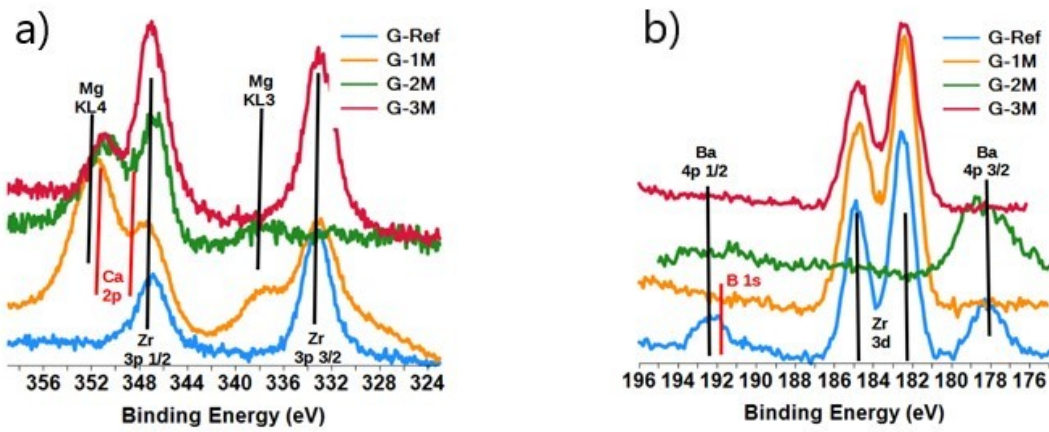 a)
G-Ref
G-1M
G-2M
G-3M
Mg
KL4
Mg
KL3
Ca
2p
Zr
3p 1/2
Zr
3p 3/2
356 352 348 344 340 336 332 328 324
Binding Energy (eV)
b)
G-Ref
G-1M
G-2M
G-3M
Ba
4p 1/2
Ba
4p 3/2
B 1s
Zr
3d
196 194 192 190 188 186 184 182 180 178 176
Binding Energy (eV)